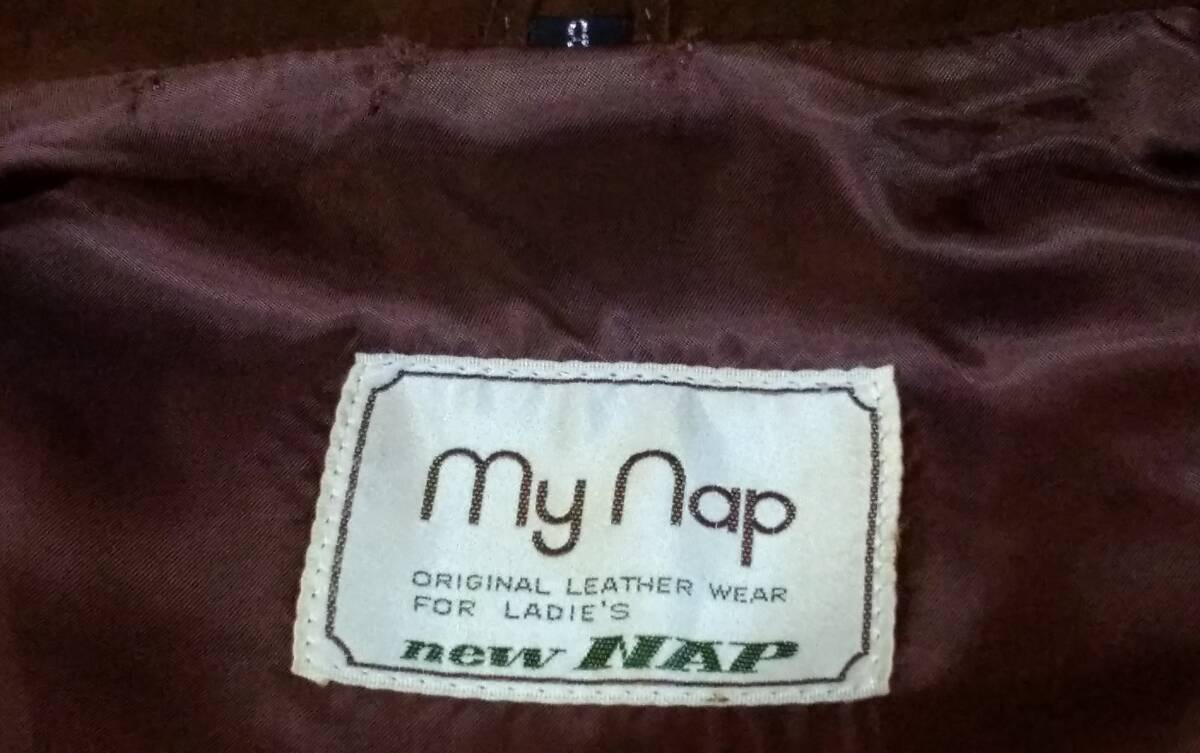 my nap
ORIGINAL LEATHER WEAR
FOR LADIE'S
new NAP